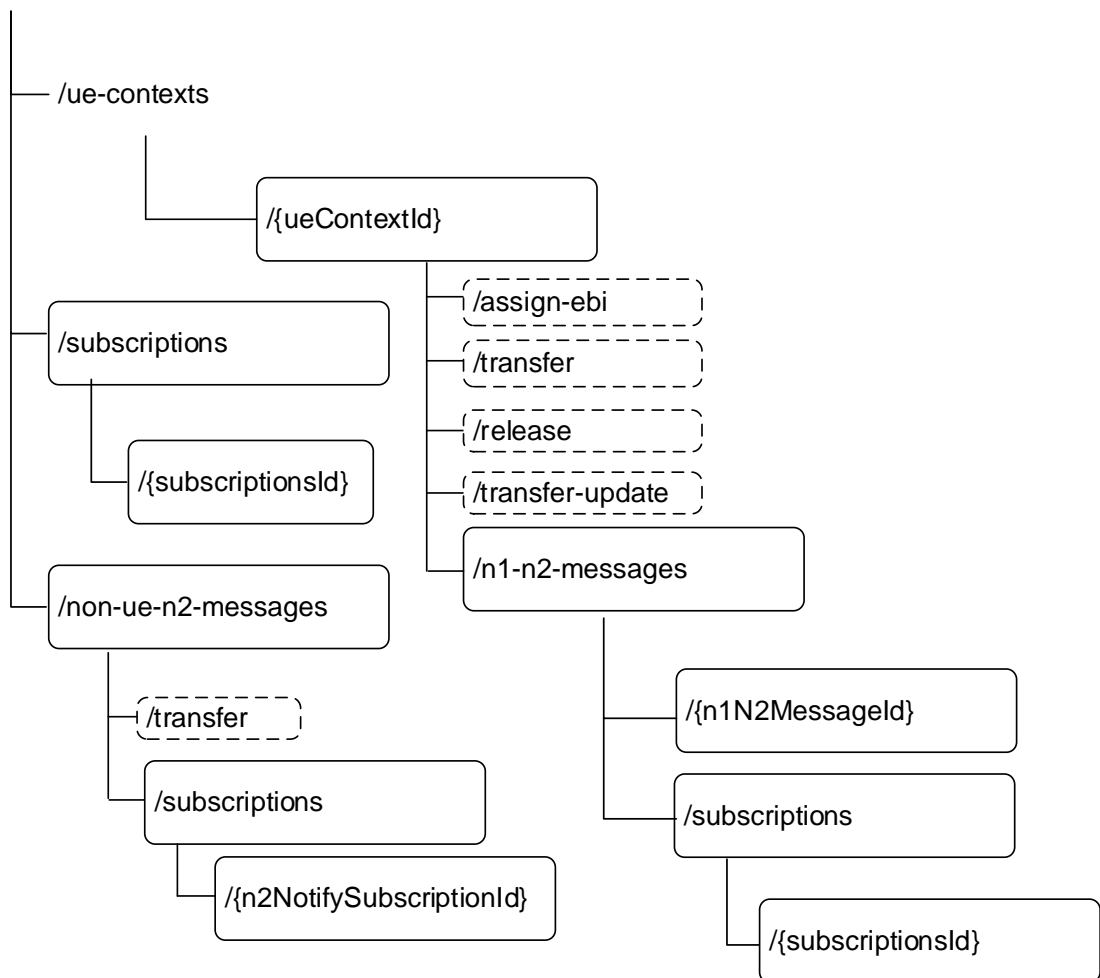 /ue-contexts
/{ueContextId}
/assign-ebi
/transfer
/release
/transfer-update
/n1-n2-messages
/{n1N2MessageId}
/subscriptions
/{subscriptionsId}
/subscriptions
/{subscriptionsId}
/non-ue-n2-messages
/transfer
/subscriptions
/{n2NotifySubscriptionId}